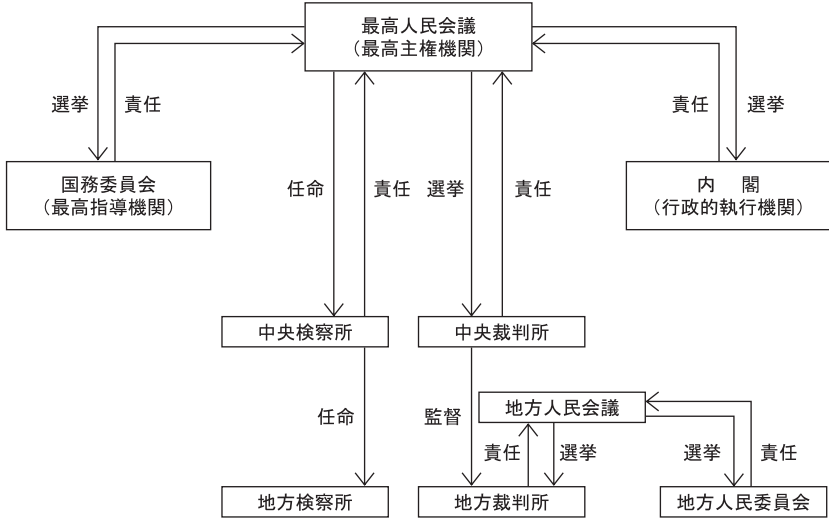 最高人民会議
（最高主権機関）
選挙
責任
責任
選挙
国務委員会
（最高指導機関）
任命
責任
選挙
責任
内　閣
（行政的執行機関）
中央検察所
中央裁判所
任命
監督
地方人民会議
責任
選挙
選挙
責任
地方検察所
地方裁判所
地方人民委員会